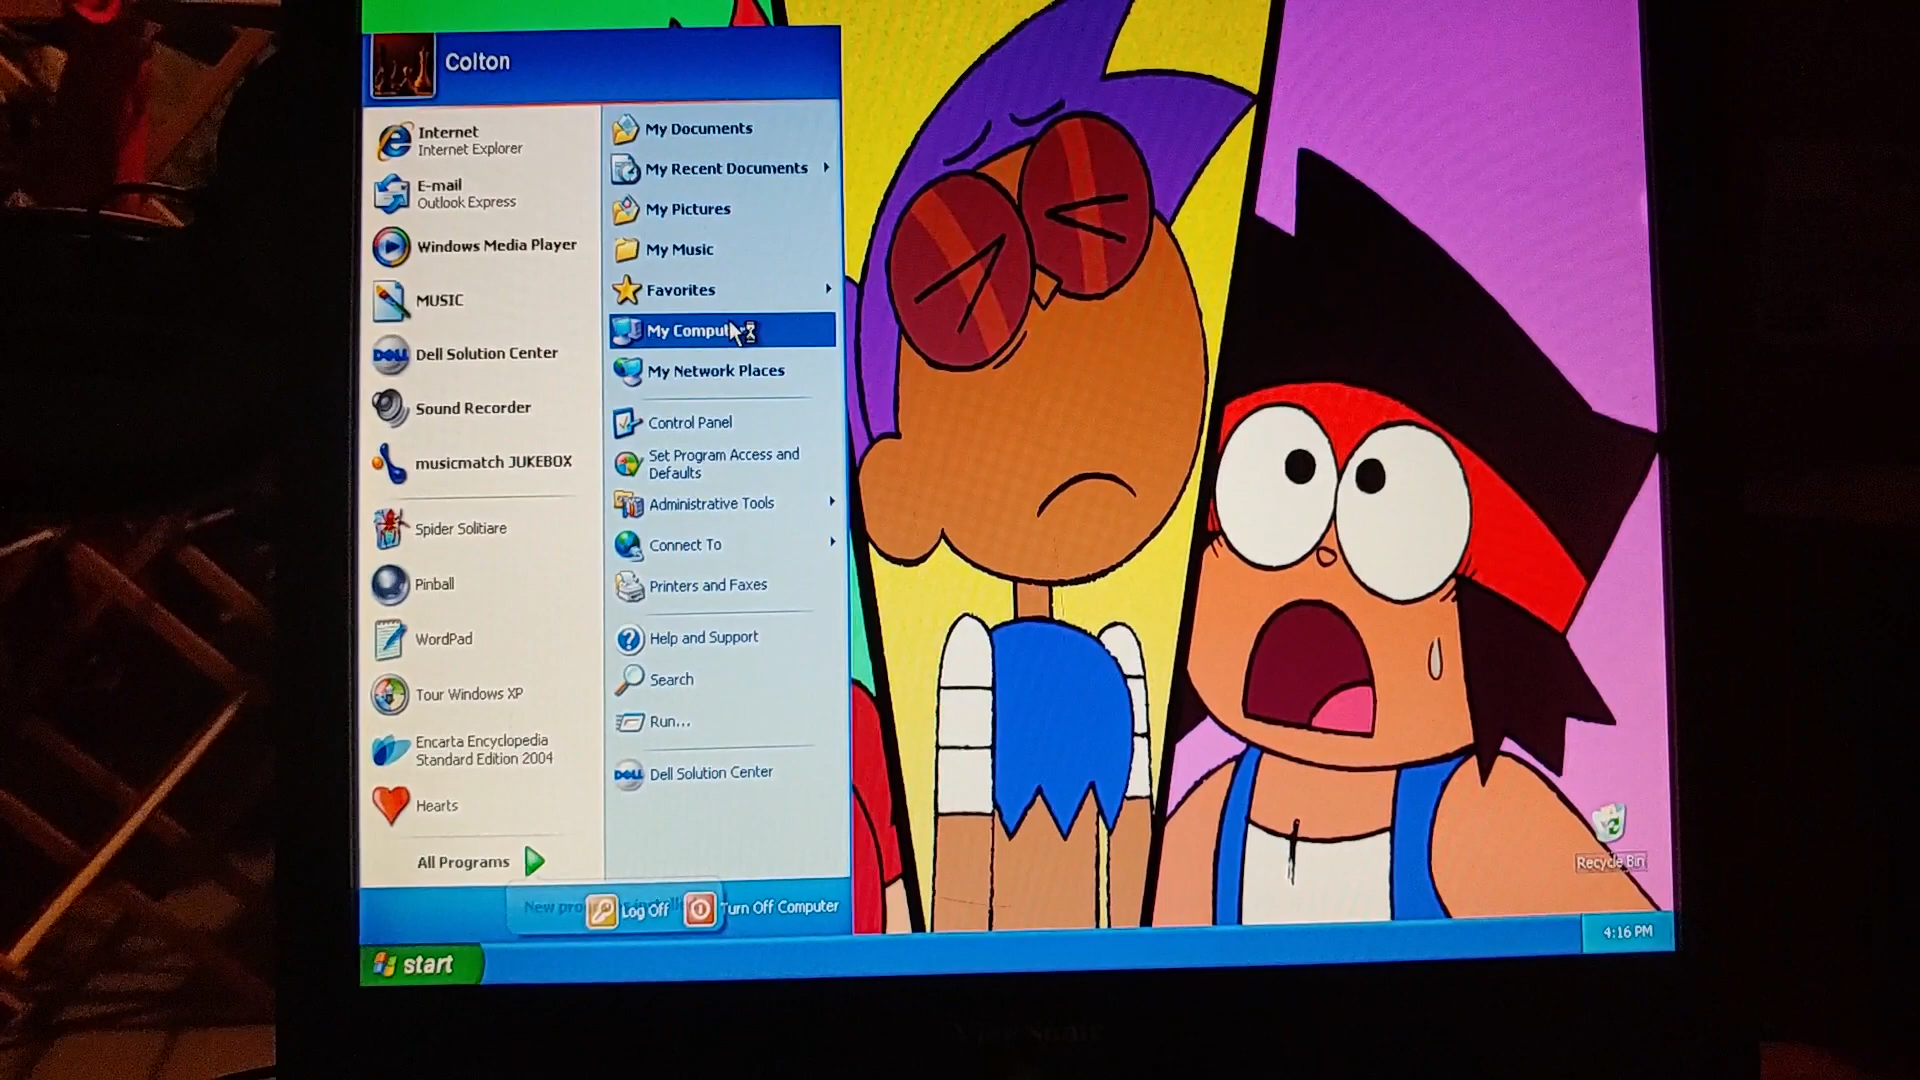 Colton
Internet
Internet Explorer
E-mail
Outlook Express
Windows Media Player
MUSIC
Dell Solution Center
Sound Recorder
musicmatch JUKEBOX
Spider Solitiare
Pinball
WordPad
Tour Windows XP
Encarta Encyclopedia
Standard Edition 2004
Hearts
All Programs
My Documents
My Recent Documents
My Pictures
My Music
Favorites
My Comput
My Network Places
Control Panel
Set Program Access and
Defaults
Administrative Tools
Connect To
Printers and Faxes
Help and Support
Search
Run...
DELL Dell Solution Center
New
Log Off
Turn Off Computer
Recycle Bin
start
4:16 PM
ViewSonic